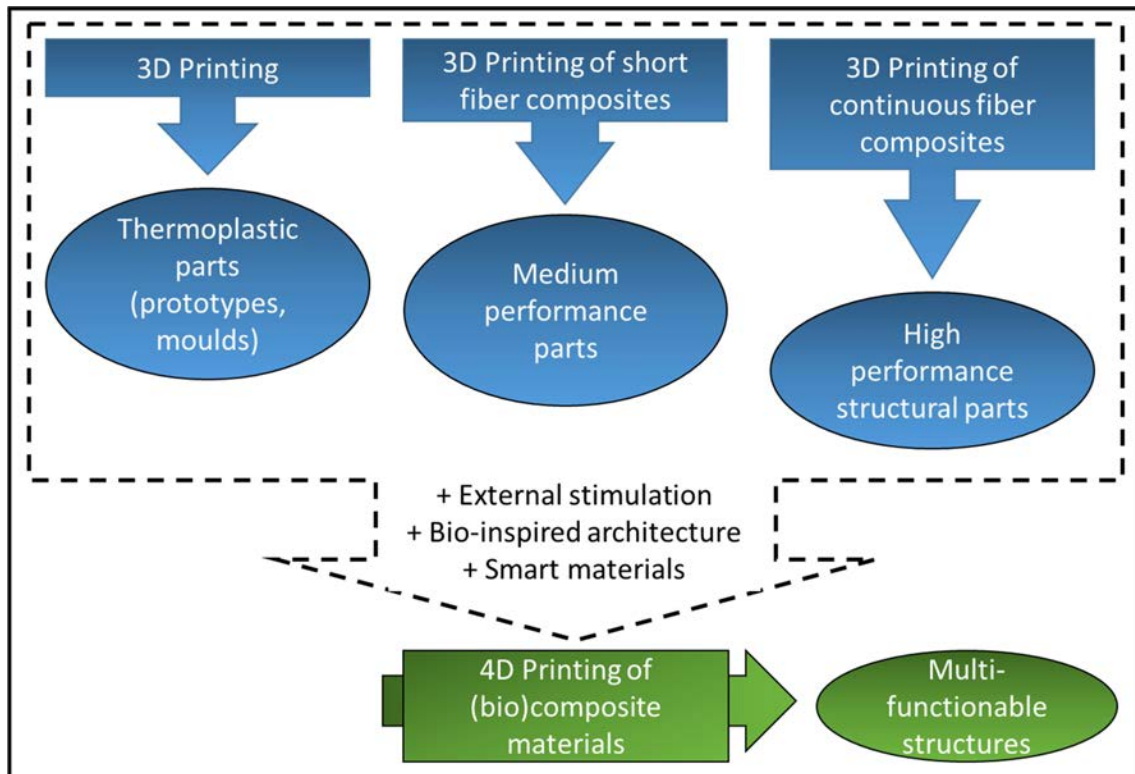 3D Printing
Thermoplastic
parts
(prototypes,
moulds)
3D Printing of short
fiber composites
Medium
performance
parts
3D Printing of
continuous fiber
composites
High
performance
structural parts
+ External stimulation
+ Bio-inspired architecture
+ Smart materials
4D Printing of
(bio)composite
materials
Multi-
functionable
structures